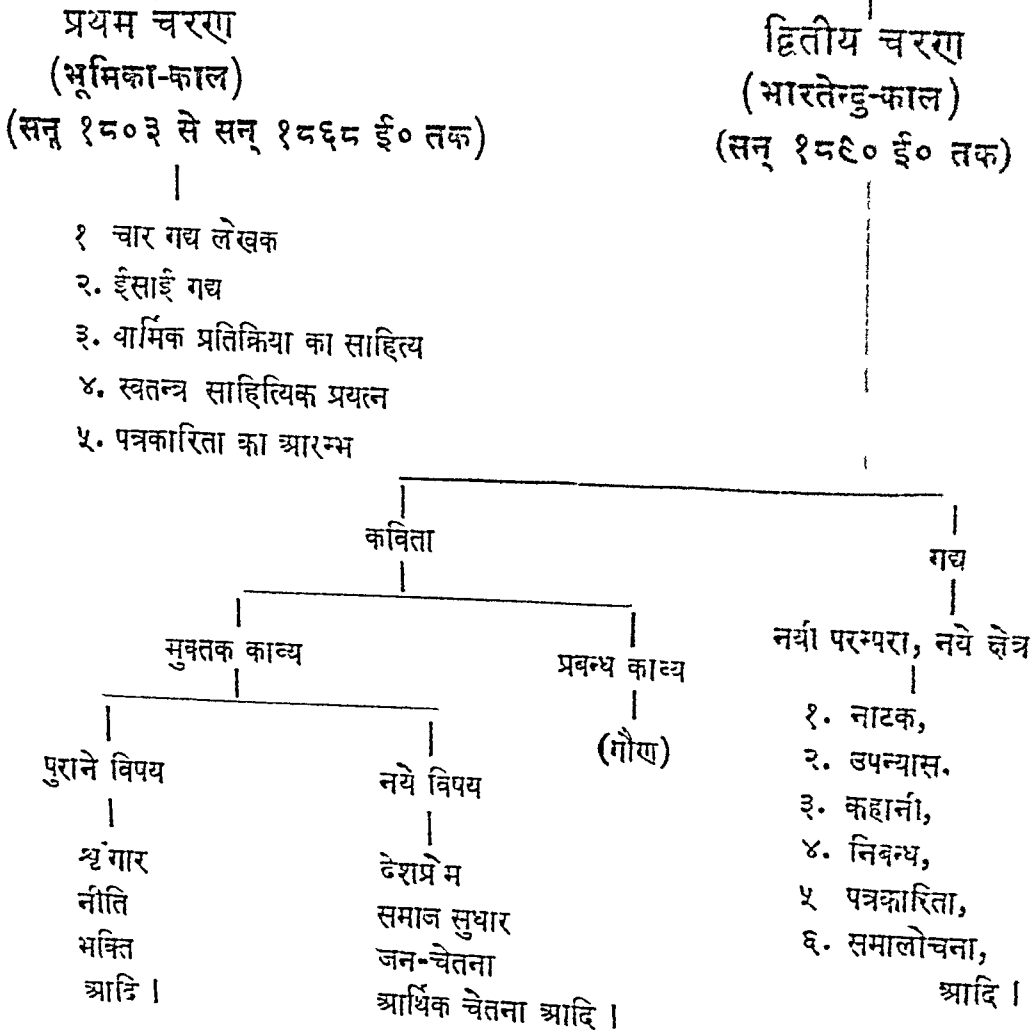 प्रथम चरण
(भूमिका-काल)
(सन् १८०३ से सन् १८६८ ई० तक)
द्वितीय चरण
(भारतेन्दु-काल)
(सन् १८९० ई० तक)
१ चार गद्य लेखक
२. ईसाई गद्य
३. धार्मिक प्रतिक्रिया का साहित्य
४. स्वतन्त्र साहित्यिक प्रयत्न
५. पत्रकारिता का आरम्भ
कविता
गद्य
मुक्तक काव्य
प्रबन्ध काव्य
नयी परम्परा, नये क्षेत्र
(गौण)
पुराने विषय
नये विषय
श्रृंगार
नीति
भक्ति
आदि ।
देशप्रेम
समाज सुधार
जन-चेतना
आर्थिक चेतना आदि ।
१. नाटक,
२. उपन्यास.
३. कहानी,
४. निबन्ध,
५ पत्रकारिता,
६. समालोचना,
आदि ।